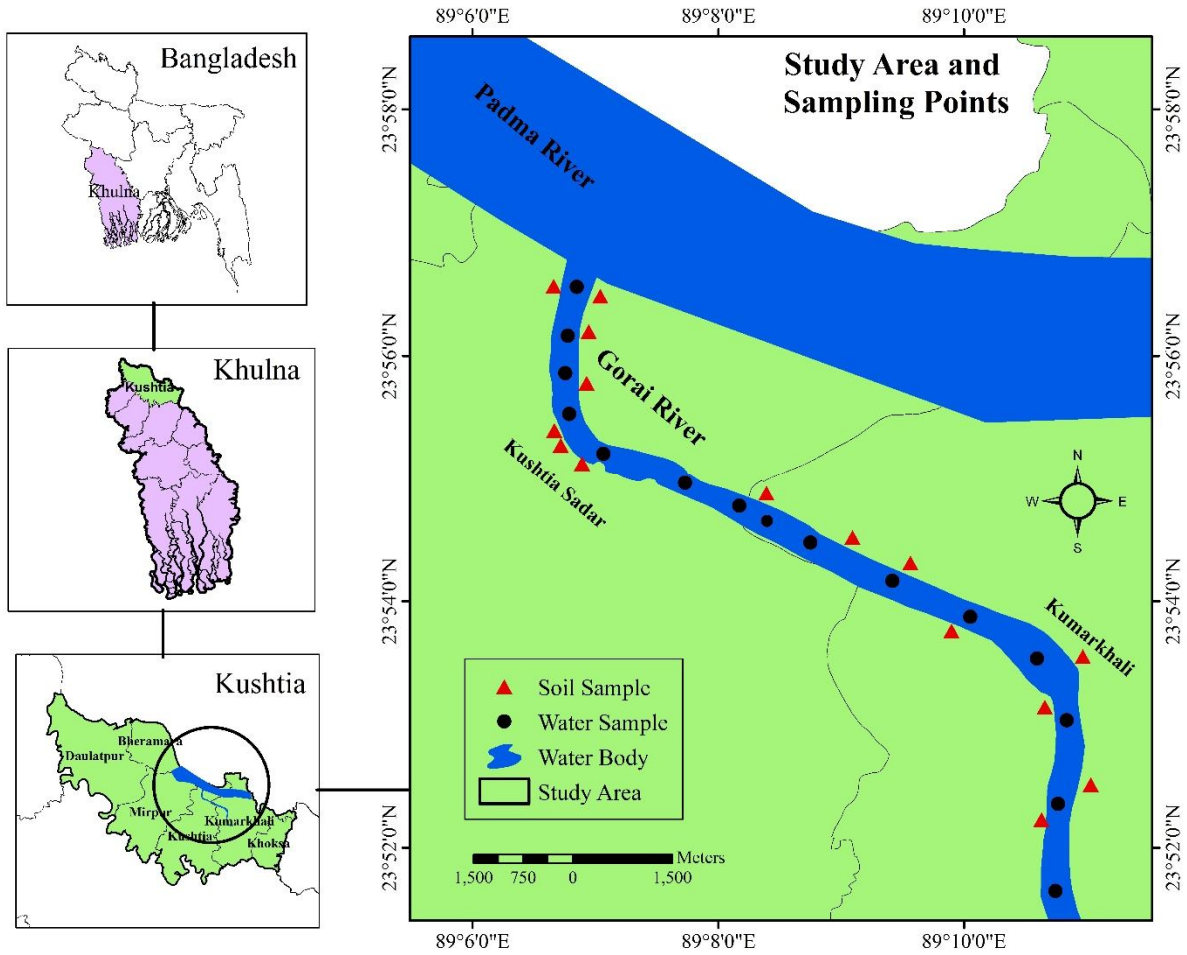 Bangladesh
Khulna
Khulna
Kushtia
Kushtia
Bheramara
Daulatpur
Mirpur
Kumarkhali
Kushtia
Khoksa
89°6'0"E
89°8'0"E
89°10'0"E
Study Area and
Sampling Points
Padma River
Gorai River
Kushtia Sadar
Kumarkhali
N
W
E
S
Soil Sample
Water Sample
Water Body
Study Area
Meters
1,500 750 0 1,500
23°58'0"N
23°56'0"N
23°54'0"N
23°52'0"N
23°58'0"N
23°56'0"N
23°54'0"N
23°52'0"N
89°6'0"E
89°8'0"E
89°10'0"E